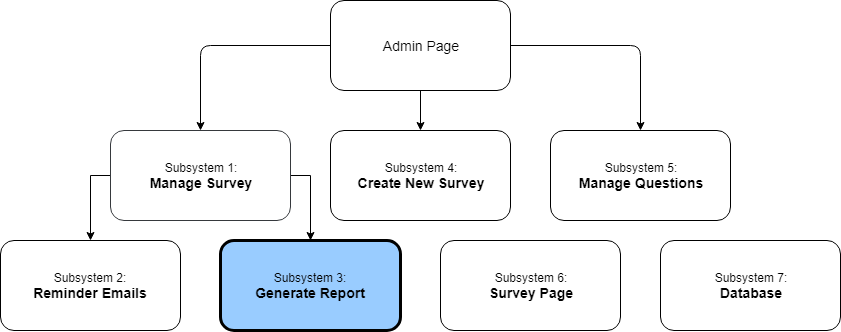 Admin Page
Subsystem 1:
Manage Survey
Subsystem 4:
Create New Survey
Subsystem 5:
Manage Questions
Subsystem 2:
Reminder Emails
Subsystem 3:
Generate Report
Subsystem 6:
Survey Page
Subsystem 7:
Database